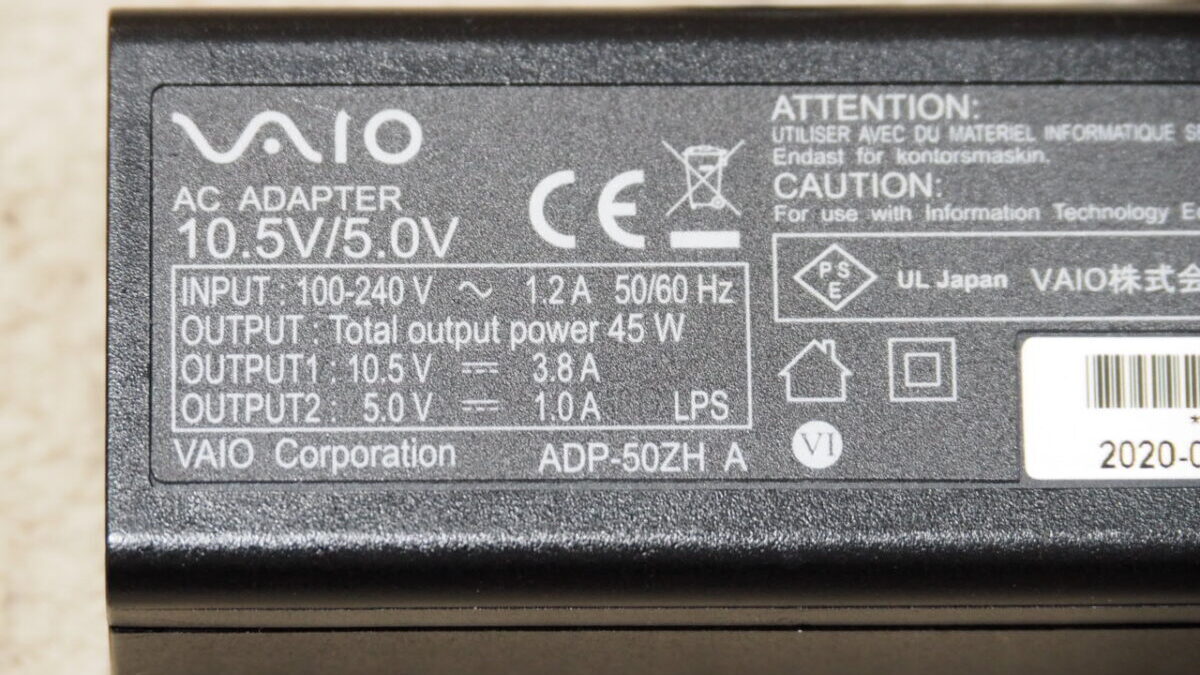 VAIO
AC ADAPTER
10.5V/5.0V
INPUT : 100-240 V ~ 1.2 A 50/60 Hz
OUTPUT : Total output power 45 W
OUTPUT1 : 10.5 V ⎓ 3.8 A
OUTPUT2 : 5.0 V ⎓ 1.0 A LPS
VAIO Corporation ADP-50ZH A
CE
ATTENTION:
UTILISER AVEC DU MATERIEL INFORMATIQUE S
Endast för kontorsmaskin.
CAUTION:
For use with Information Technology E
PS
E
UL Japan VAIO株式会
VI
2020-0